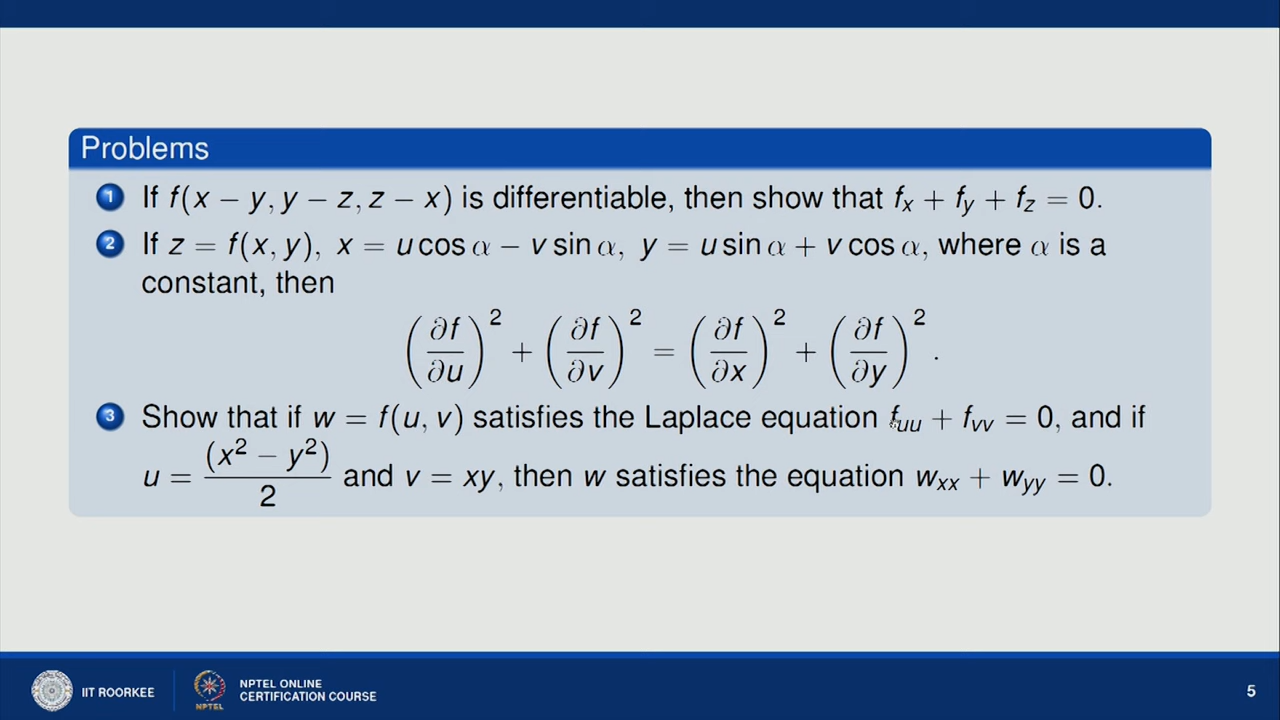 Problems
1 If f(x − y, y − z, z − x) is differentiable, then show that fₓ + f_y + f_z = 0.
2 If z = f(x, y), x = u cos α − v sin α, y = u sin α + v cos α, where α is a
constant, then
(∂f/∂u)² + (∂f/∂v)² = (∂f/∂x)² + (∂f/∂y)².
3 Show that if w = f(u, v) satisfies the Laplace equation f_uu + f_vv = 0, and if
u = (x² − y²)/2 and v = xy, then w satisfies the equation w_xx + w_yy = 0.
IIT ROORKEE
NPTEL
NPTEL ONLINE
CERTIFICATION COURSE
5